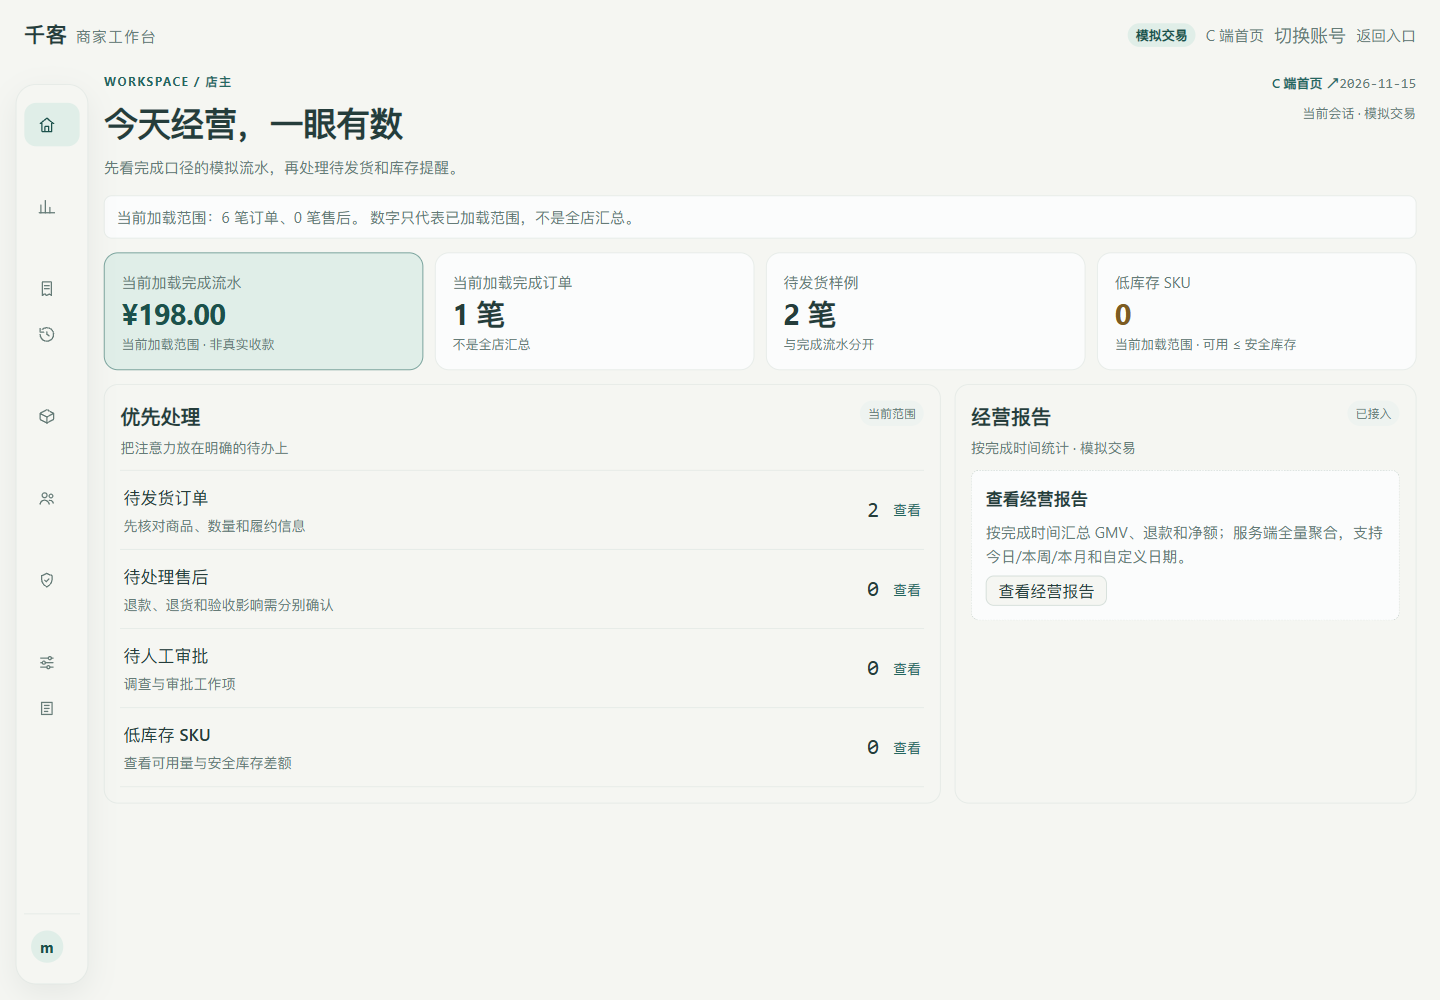 千客 商家工作台
模拟交易 C 端首页 切换账号 返回入口
WORKSPACE / 店主
C 端首页 ↗2026-11-15
今天经营，一眼有数
当前会话 · 模拟交易
先看完成口径的模拟流水，再处理待发货和库存提醒。
当前加载范围：6 笔订单、0 笔售后。 数字只代表已加载范围，不是全店汇总。
当前加载完成流水
¥198.00
当前加载范围 · 非真实收款
当前加载完成订单
1 笔
不是全店汇总
待发货样例
2 笔
与完成流水分开
低库存 SKU
0
当前加载范围 · 可用 ≤ 安全库存
优先处理
当前范围
把注意力放在明确的待办上
待发货订单
先核对商品、数量和履约信息
2 查看
待处理售后
退款、退货和验收影响需分别确认
0 查看
待人工审批
调查与审批工作项
0 查看
低库存 SKU
查看可用量与安全库存差额
0 查看
经营报告
已接入
按完成时间统计 · 模拟交易
查看经营报告
按完成时间汇总 GMV、退款和净额；服务端全量聚合，支持
今日/本周/本月和自定义日期。
查看经营报告
m